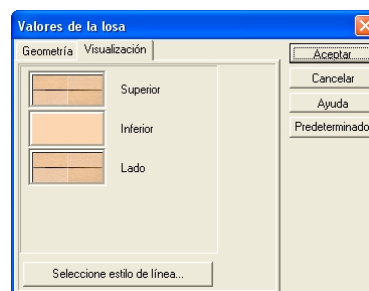 Valores de la losa
Geometría Visualización
Aceptar
Superior
Cancelar
Ayuda
Inferior
Predeterminado
Lado
Seleccione estilo de línea...